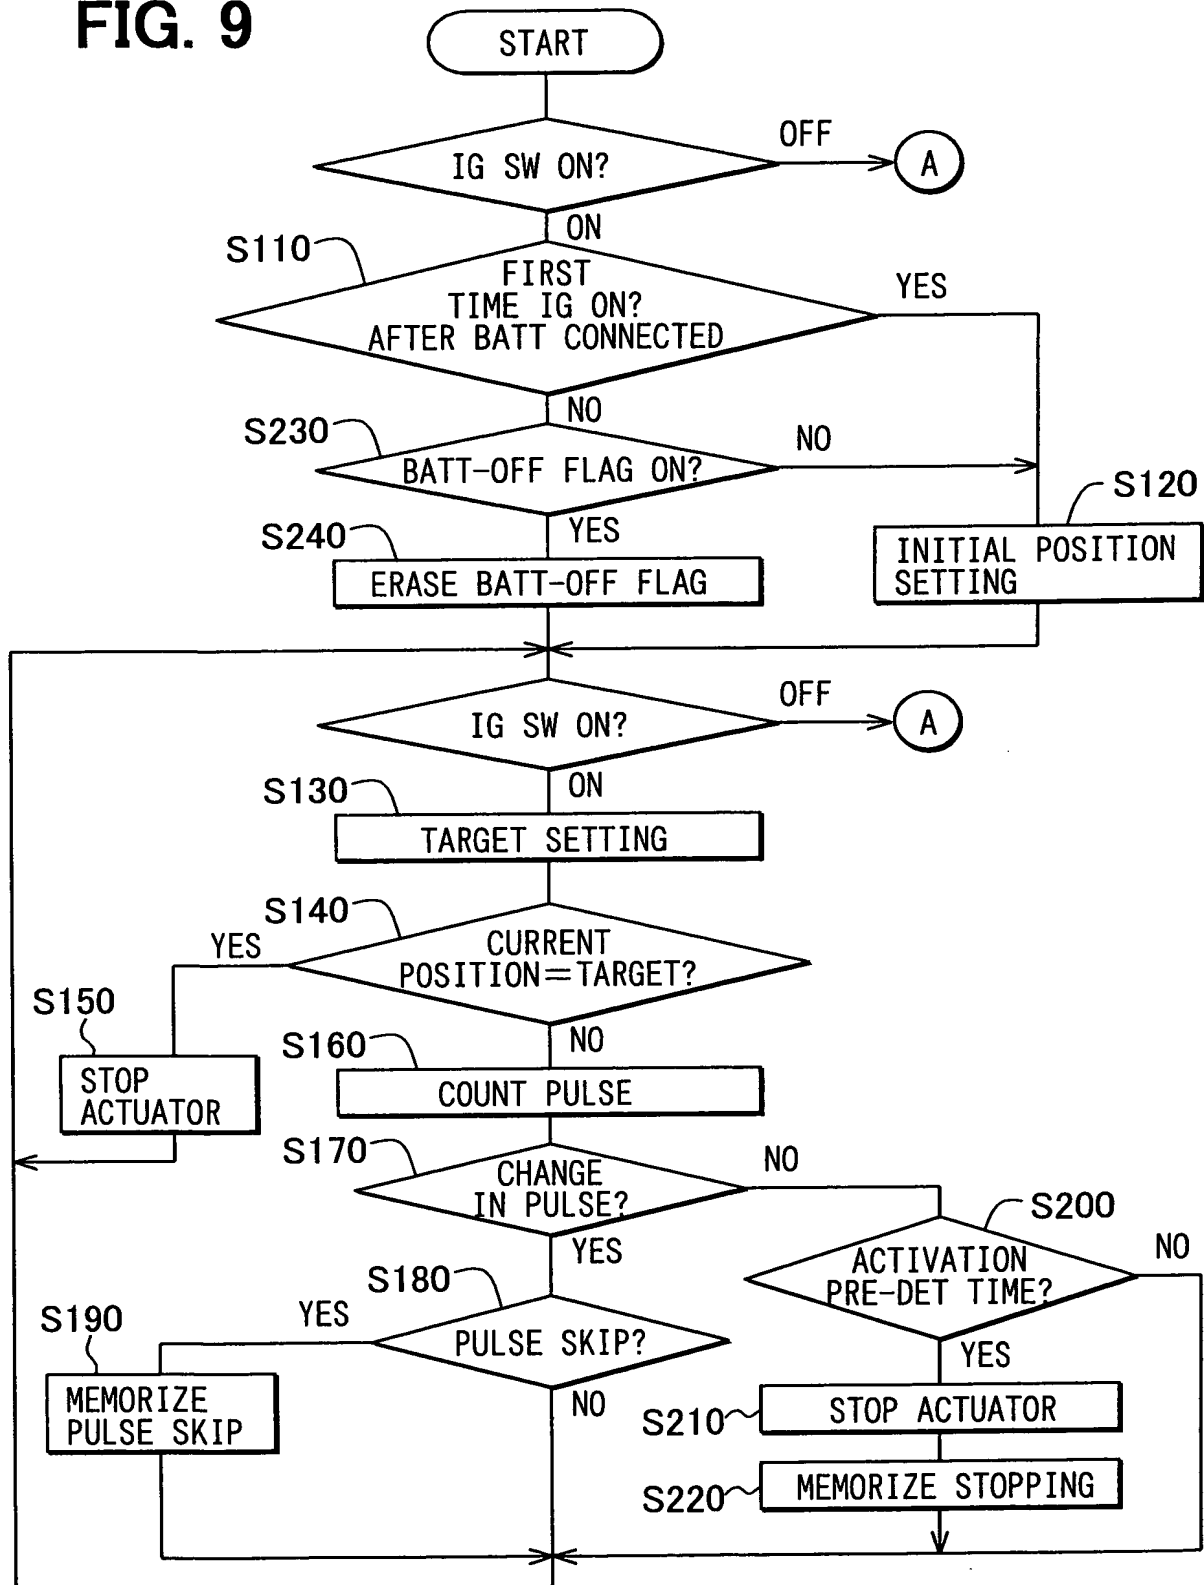 FIG. 9
START
IG SW ON?
OFF
A
ON
S110
FIRST
TIME IG ON?
AFTER BATT CONNECTED
YES
NO
S230
BATT-OFF FLAG ON?
NO
YES
S120
INITIAL POSITION
SETTING
S240
ERASE BATT-OFF FLAG
IG SW ON?
OFF
A
ON
S130
TARGET SETTING
S140
CURRENT
POSITION=TARGET?
YES
NO
S150
STOP
ACTUATOR
S160
COUNT PULSE
S170
CHANGE
IN PULSE?
NO
YES
S200
ACTIVATION
PRE-DET TIME?
NO
YES
S180
PULSE SKIP?
YES
NO
S190
MEMORIZE
PULSE SKIP
S210
STOP ACTUATOR
S220
MEMORIZE STOPPING